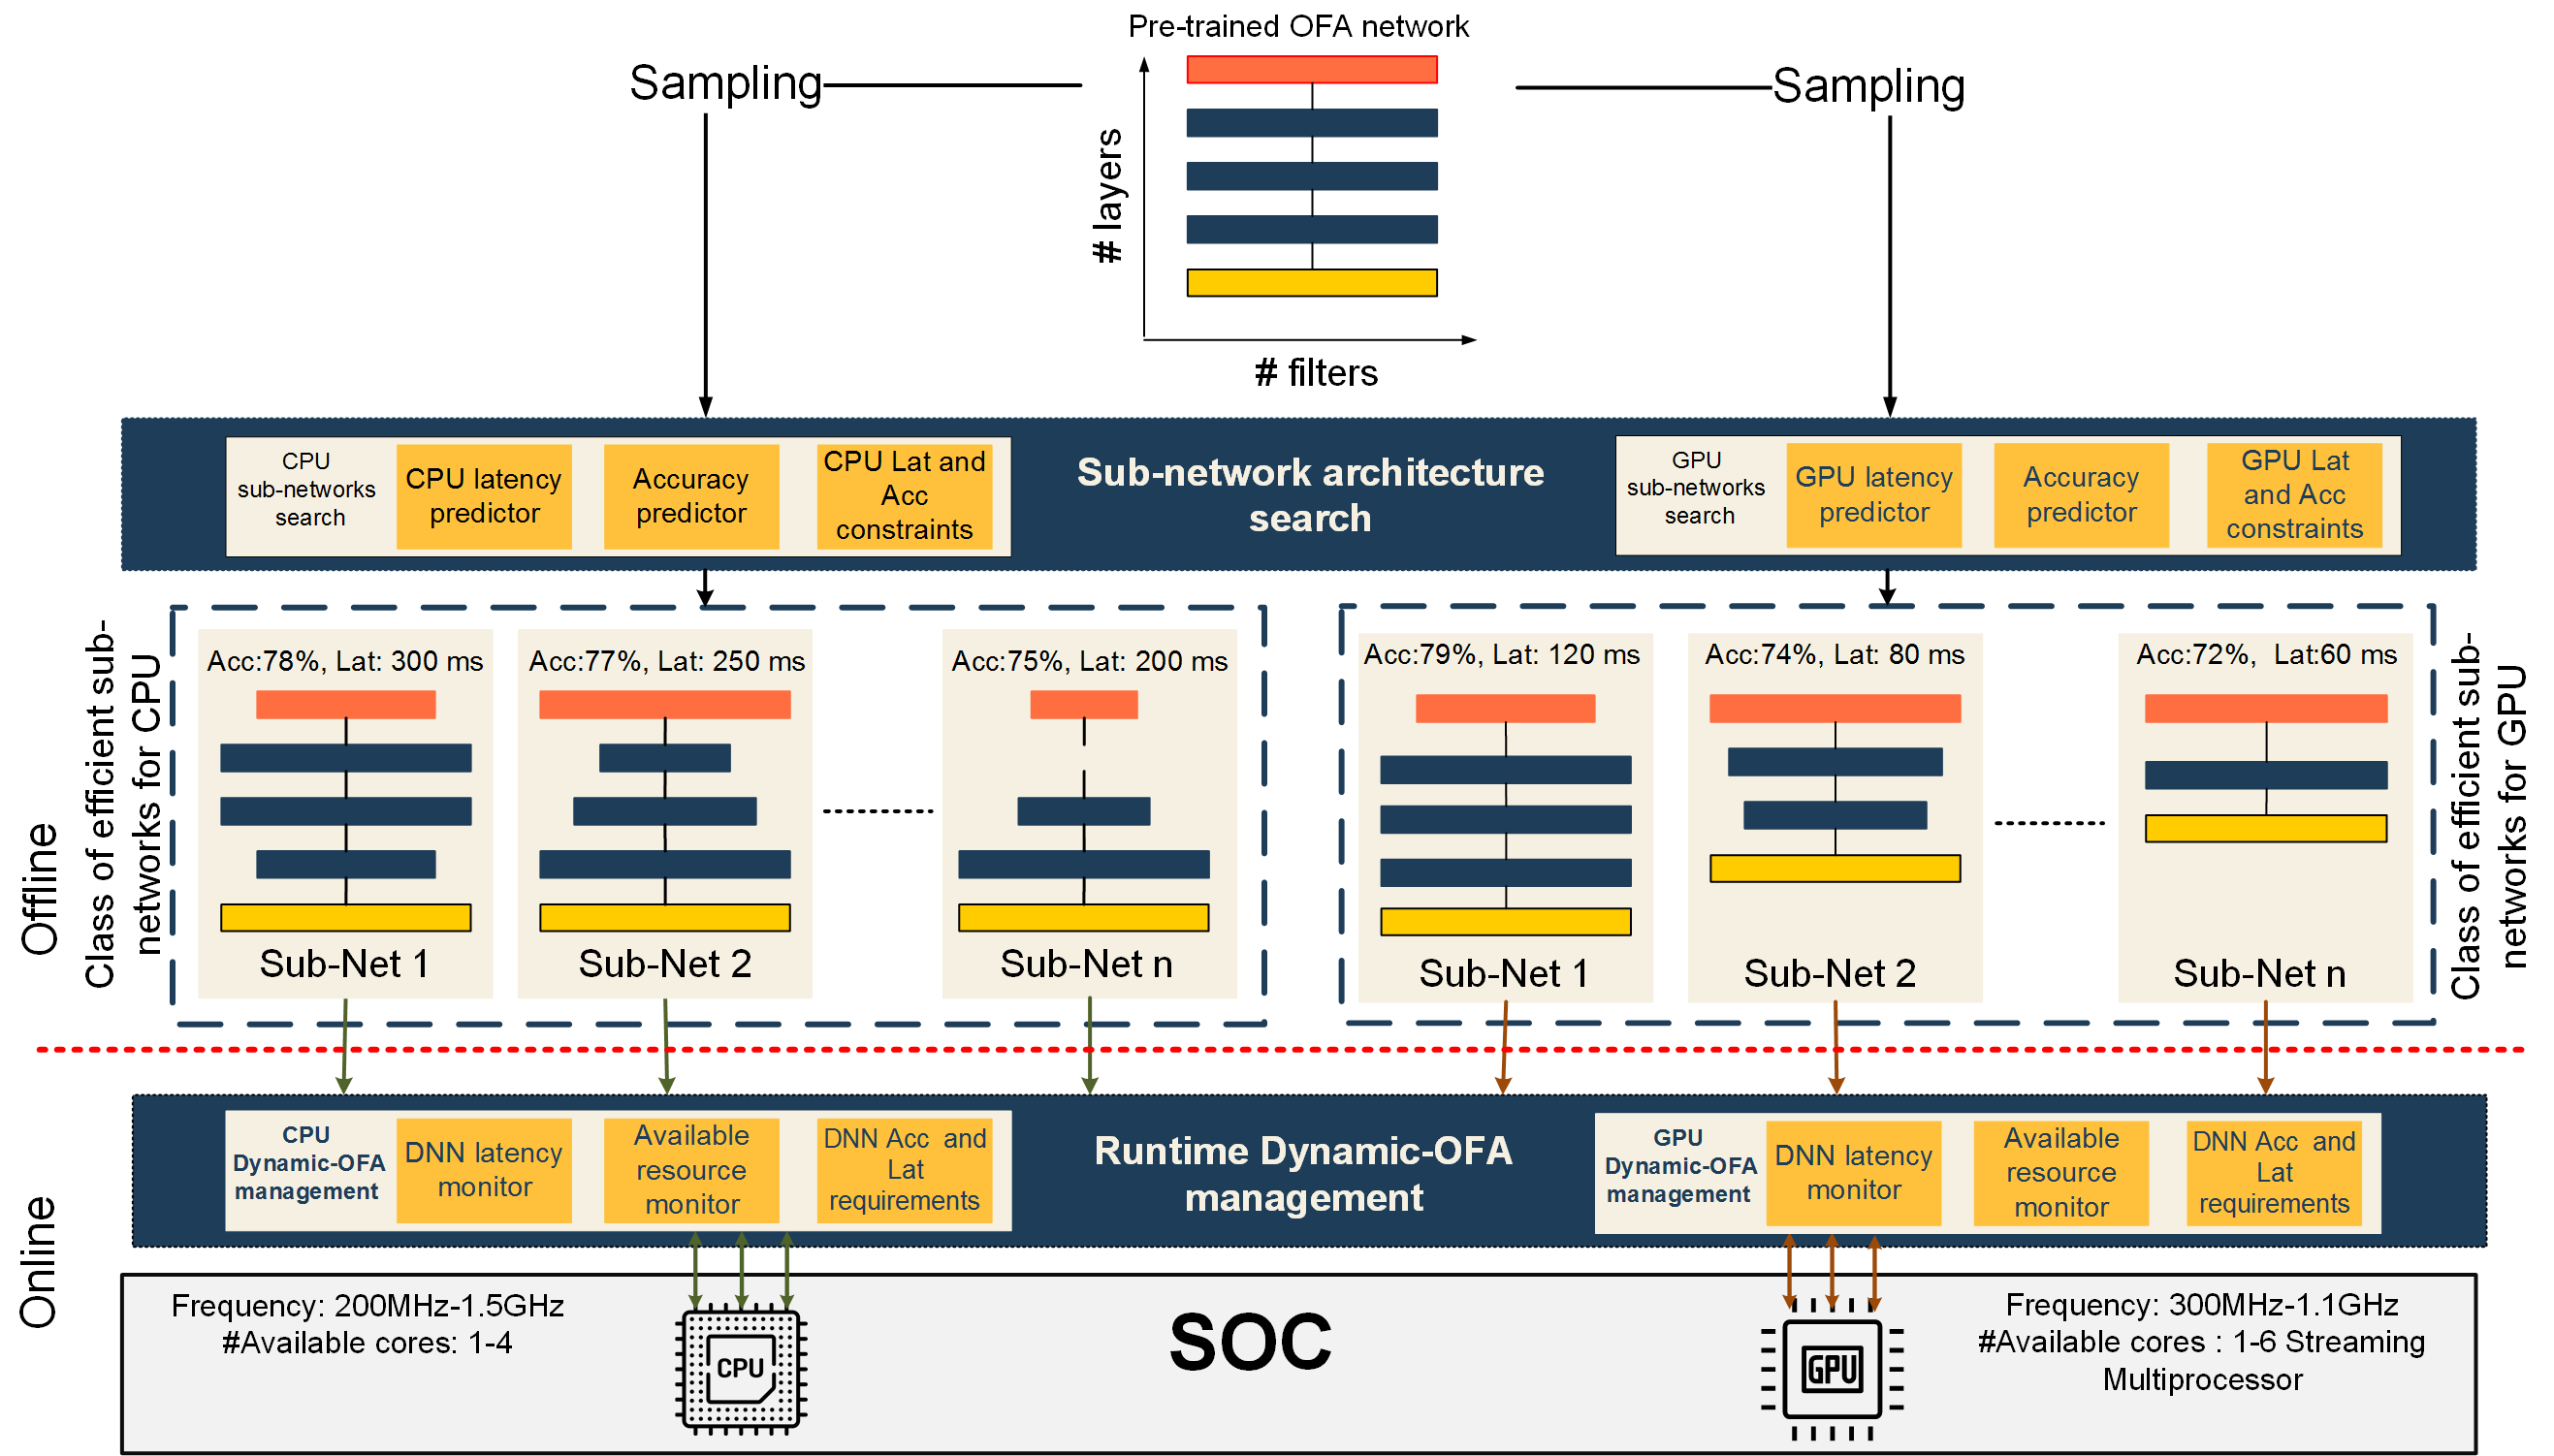 Pre-trained OFA network
Sampling
Sampling
# layers
# filters
CPU
sub-networks
search
CPU latency
predictor
Accuracy
predictor
CPU Lat and
Acc
constraints
Sub-network architecture
search
GPU
sub-networks
search
GPU latency
predictor
Accuracy
predictor
GPU Lat
and Acc
constraints
Offline
Class of efficient sub-
networks for CPU
Acc:78%, Lat: 300 ms
Sub-Net 1
Acc:77%, Lat: 250 ms
Sub-Net 2
Acc:75%, Lat: 200 ms
Sub-Net n
Acc:79%, Lat: 120 ms
Sub-Net 1
Acc:74%, Lat: 80 ms
Sub-Net 2
Acc:72%, Lat:60 ms
Sub-Net n
Class of efficient sub-
networks for GPU
Online
CPU
Dynamic-OFA
management
DNN latency
monitor
Available
resource
monitor
DNN Acc and
Lat
requirements
Runtime Dynamic-OFA
management
GPU
Dynamic-OFA
management
DNN latency
monitor
Available
resource
monitor
DNN Acc and
Lat
requirements
Frequency: 200MHz-1.5GHz
#Available cores: 1-4
CPU
SOC
GPU
Frequency: 300MHz-1.1GHz
#Available cores : 1-6 Streaming
Multiprocessor